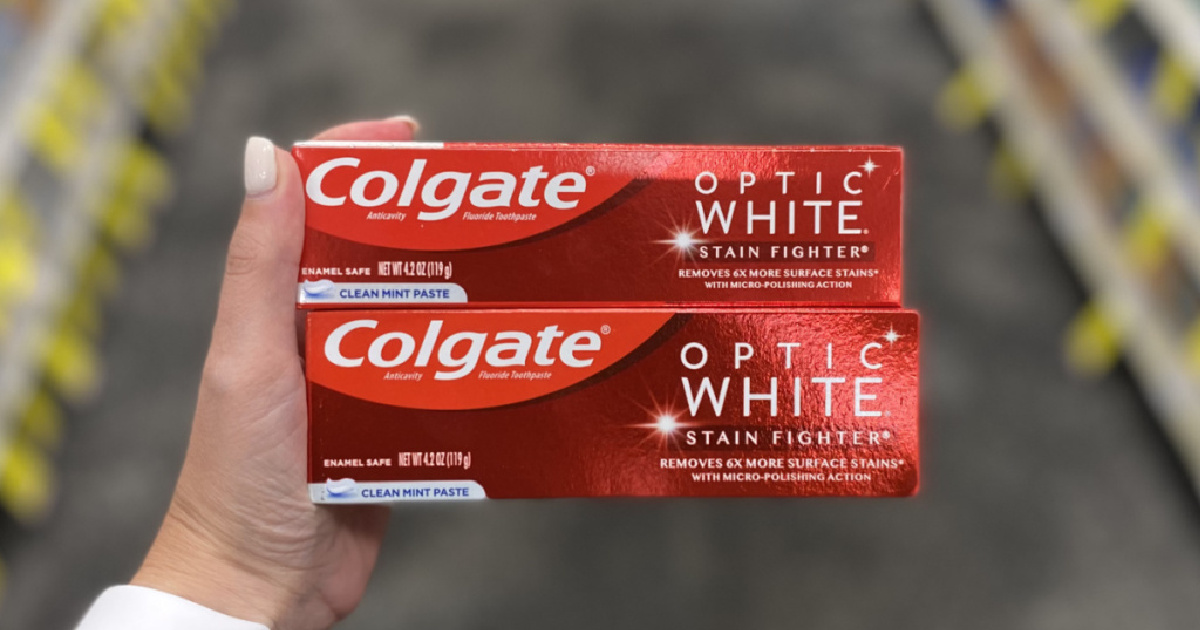 Colgate®
Anticavity Fluoride Toothpaste
OPTIC
WHITE®
STAIN FIGHTER®
REMOVES 6X MORE SURFACE STAINS*
WITH MICRO-POLISHING ACTION
ENAMEL SAFE NET WT 4.2 OZ (119 g)
CLEAN MINT PASTE
Colgate®
Anticavity Fluoride Toothpaste
OPTIC
WHITE®
STAIN FIGHTER®
REMOVES 6X MORE SURFACE STAINS*
WITH MICRO-POLISHING ACTION
ENAMEL SAFE NET WT 4.2 OZ (119 g)
CLEAN MINT PASTE